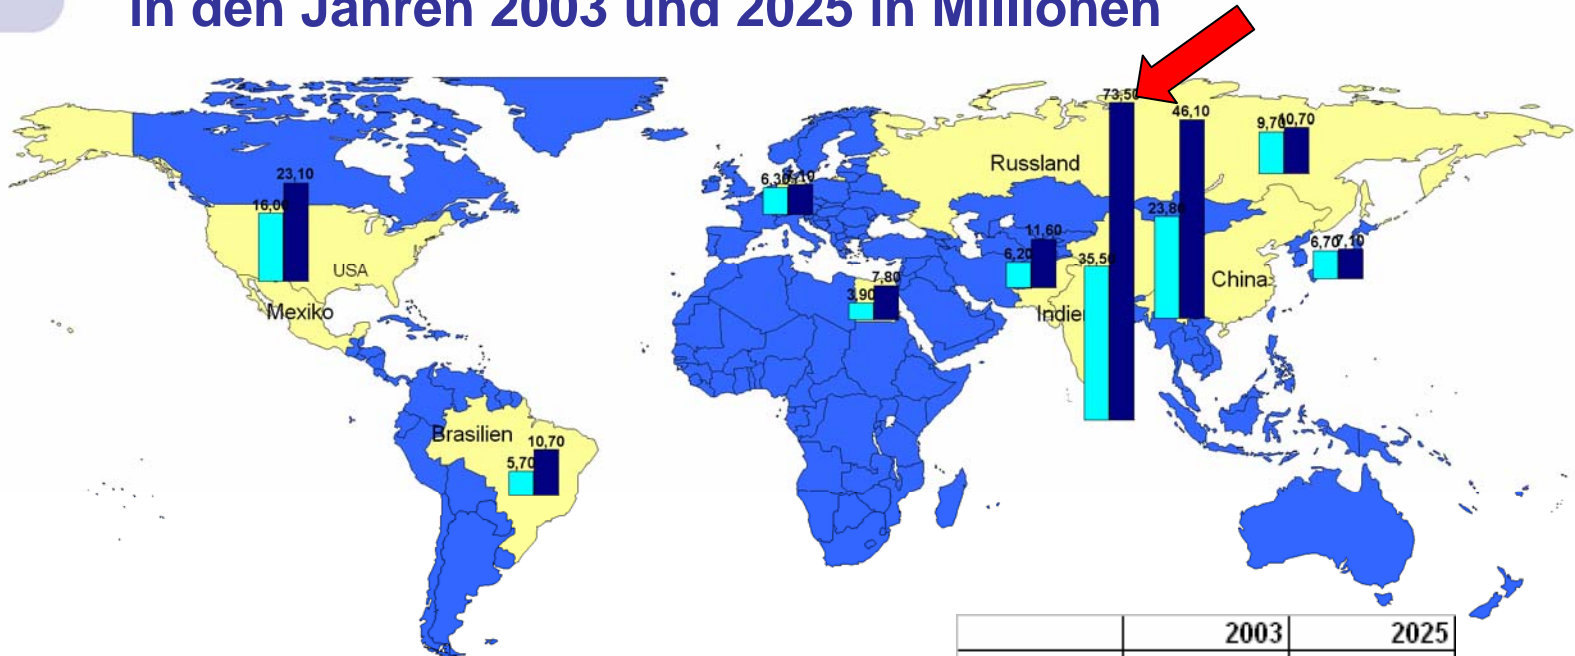 in den Jahren 2003 und 2025 in Millionen
73,50
46,10
9,70
10,70
Russland
23,10
6,30
7,10
16,00
23,80
11,60
6,70
7,10
6,20
35,50
USA
7,80
China
3,90
Mexiko
Indien
Brasilien
10,70
5,70
2003 2025